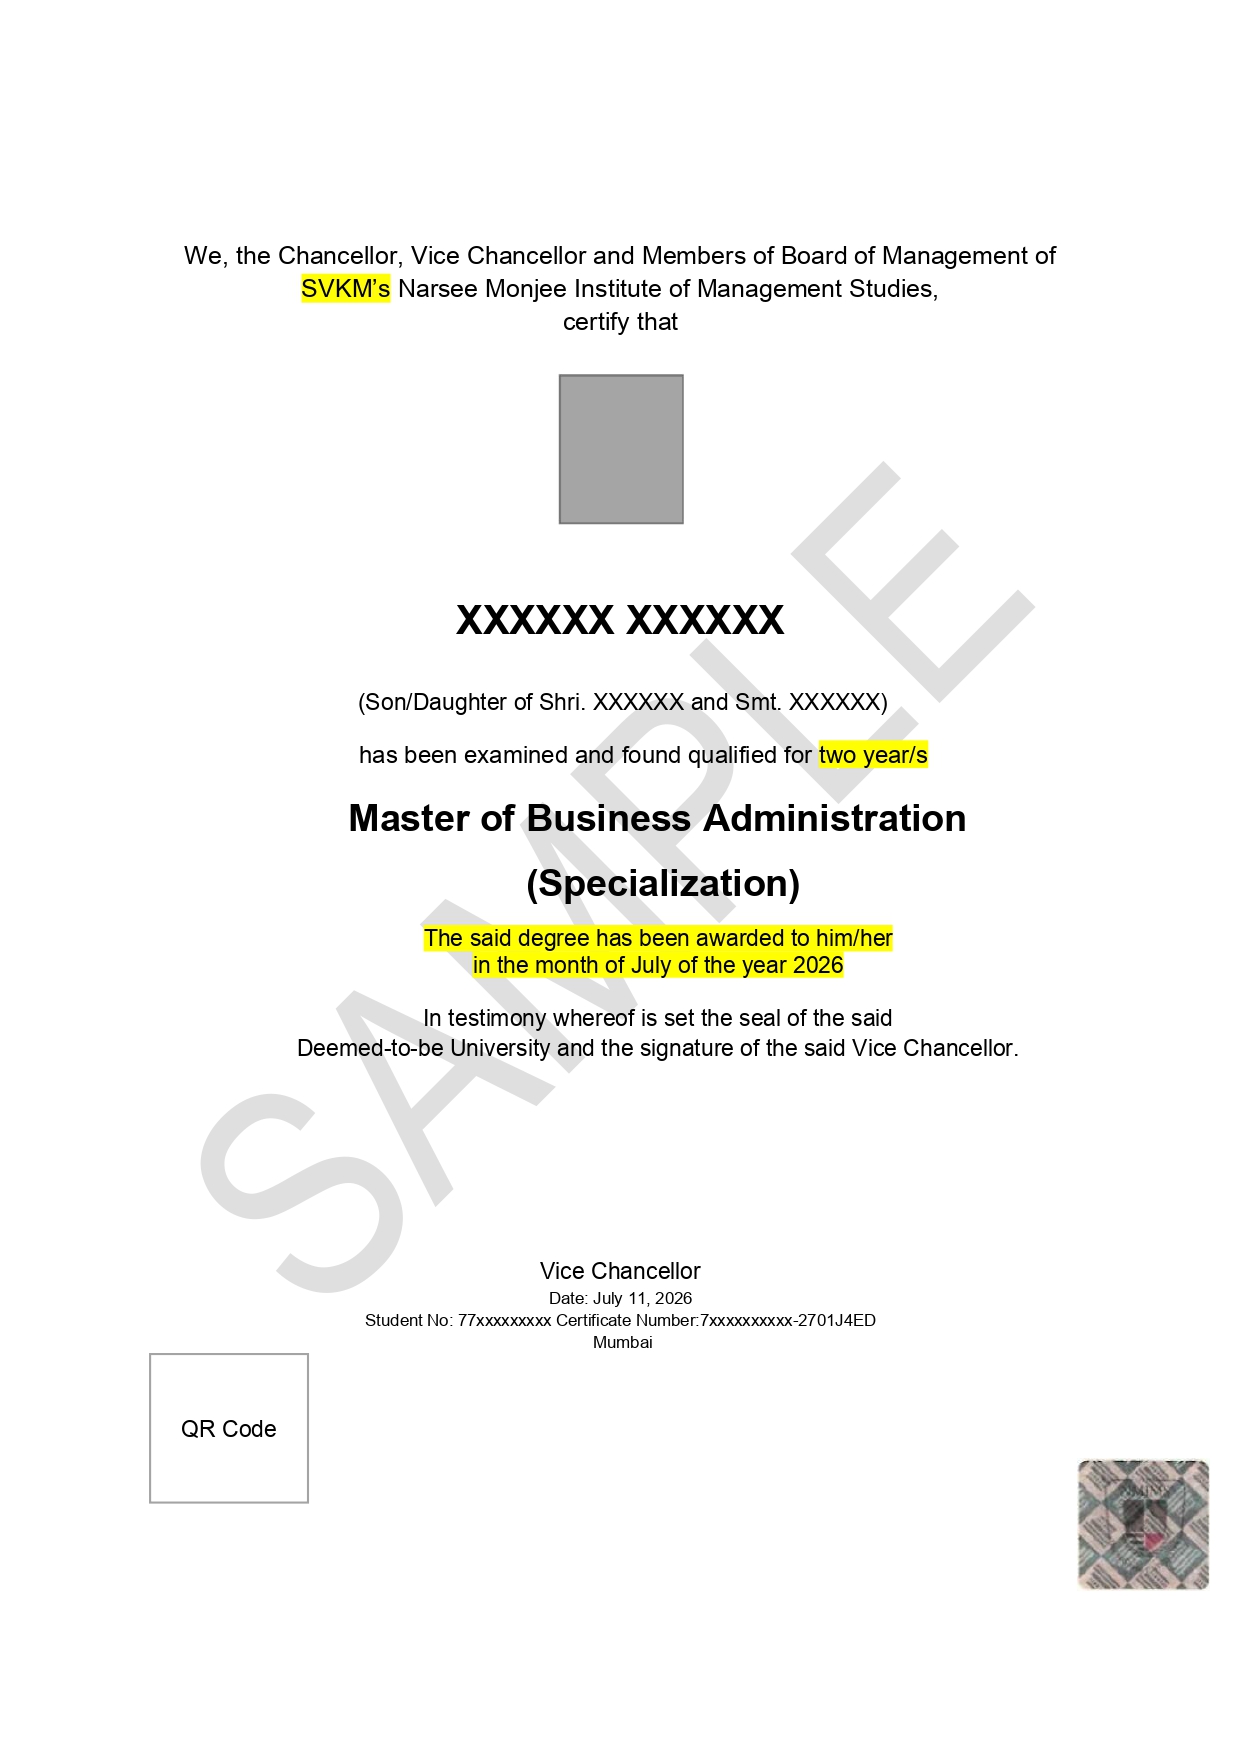 We, the Chancellor, Vice Chancellor and Members of Board of Management of
SVKM’s Narsee Monjee Institute of Management Studies,
certify that
XXXXXX XXXXXX
(Son/Daughter of Shri. XXXXXX and Smt. XXXXXX)
has been examined and found qualified for two year/s
Master of Business Administration
(Specialization)
The said degree has been awarded to him/her
in the month of July of the year 2026
In testimony whereof is set the seal of the said
Deemed-to-be University and the signature of the said Vice Chancellor.
SAMPLE
Vice Chancellor
Date: July 11, 2026
Student No: 77xxxxxxxxx Certificate Number:7xxxxxxxxxx-2701J4ED
Mumbai
QR Code